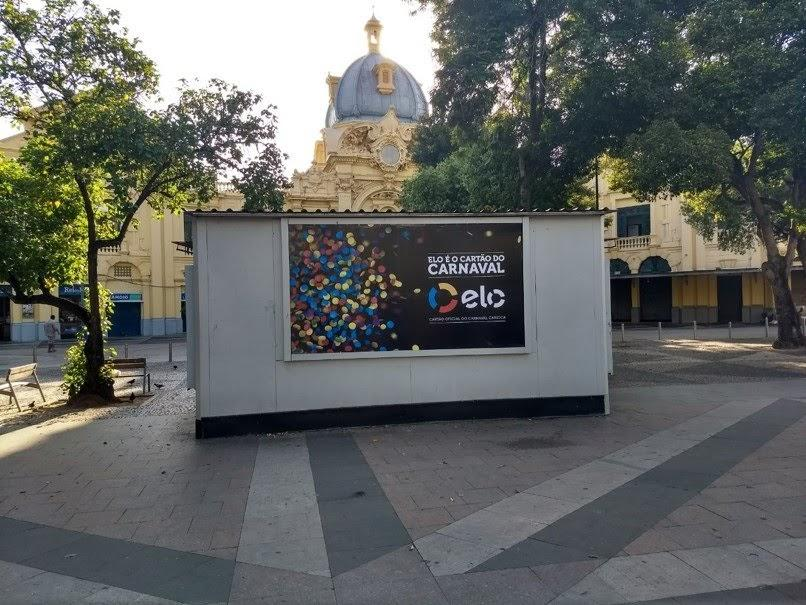 ELO É O CARTÃO DO
CARNAVAL
elo
CARTÃO OFICIAL DO CARNAVAL CARIOCA